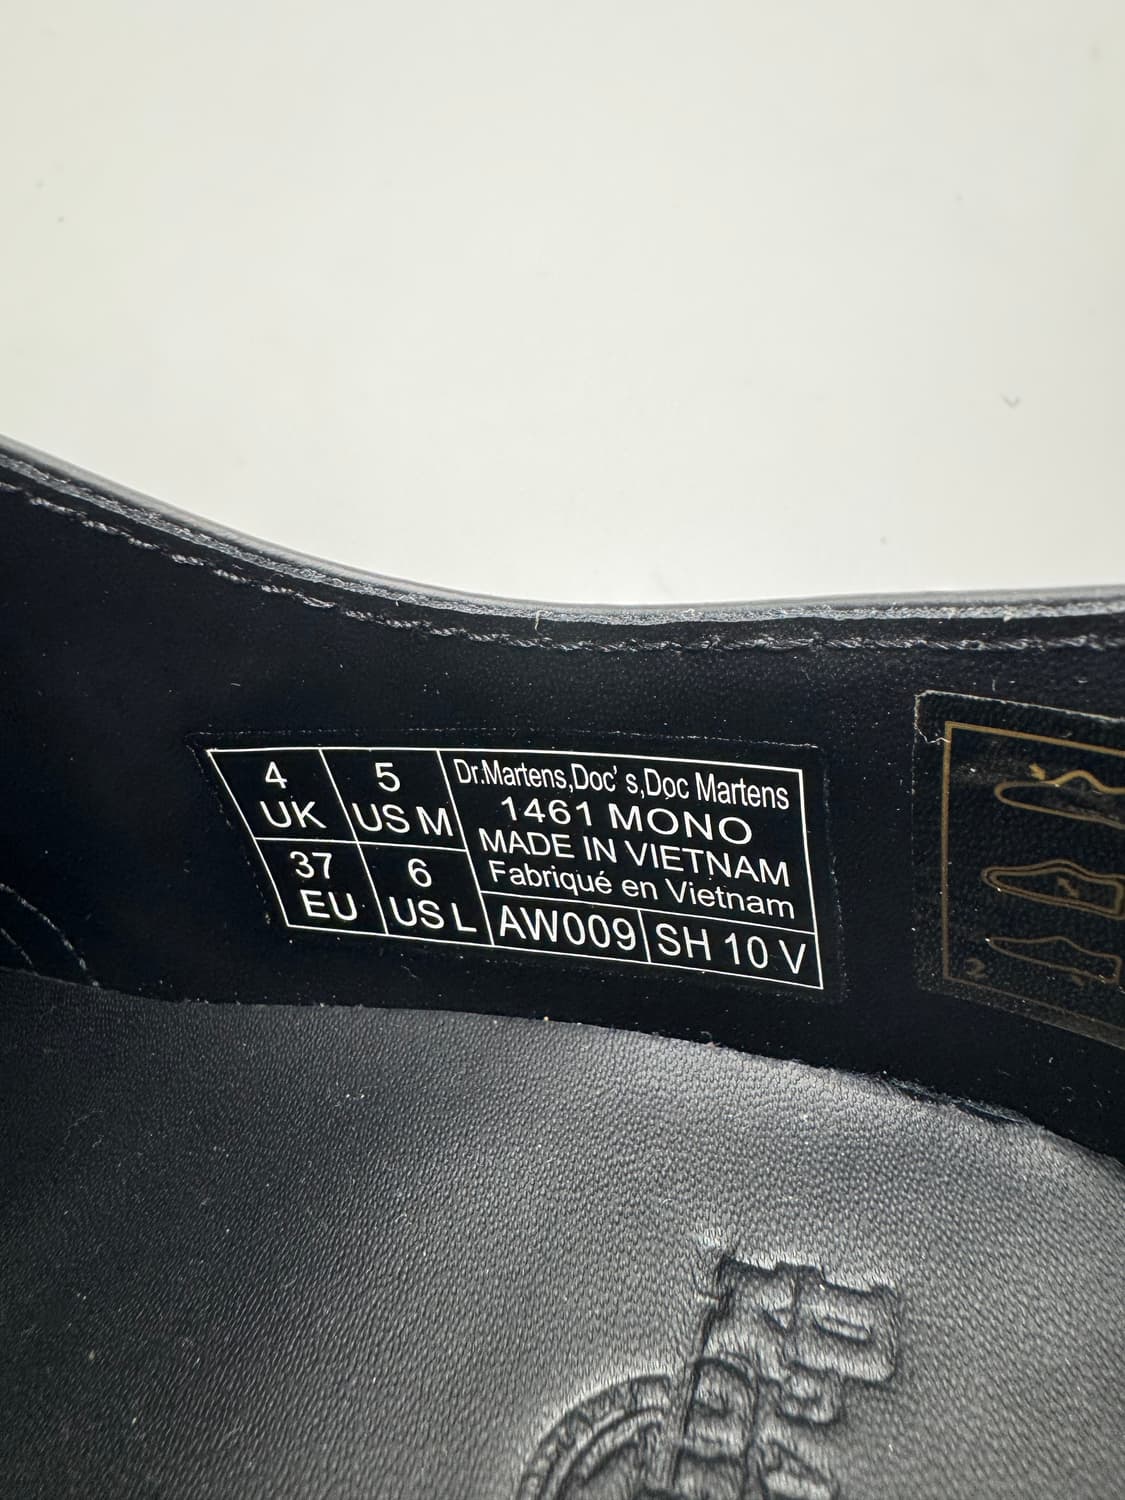 4
UK
5
US M
37
EU
6
US L
Dr.Martens,Doc's,Doc Martens
1461 MONO
MADE IN VIETNAM
Fabriqué en Vietnam
AW009
SH 10 V
2